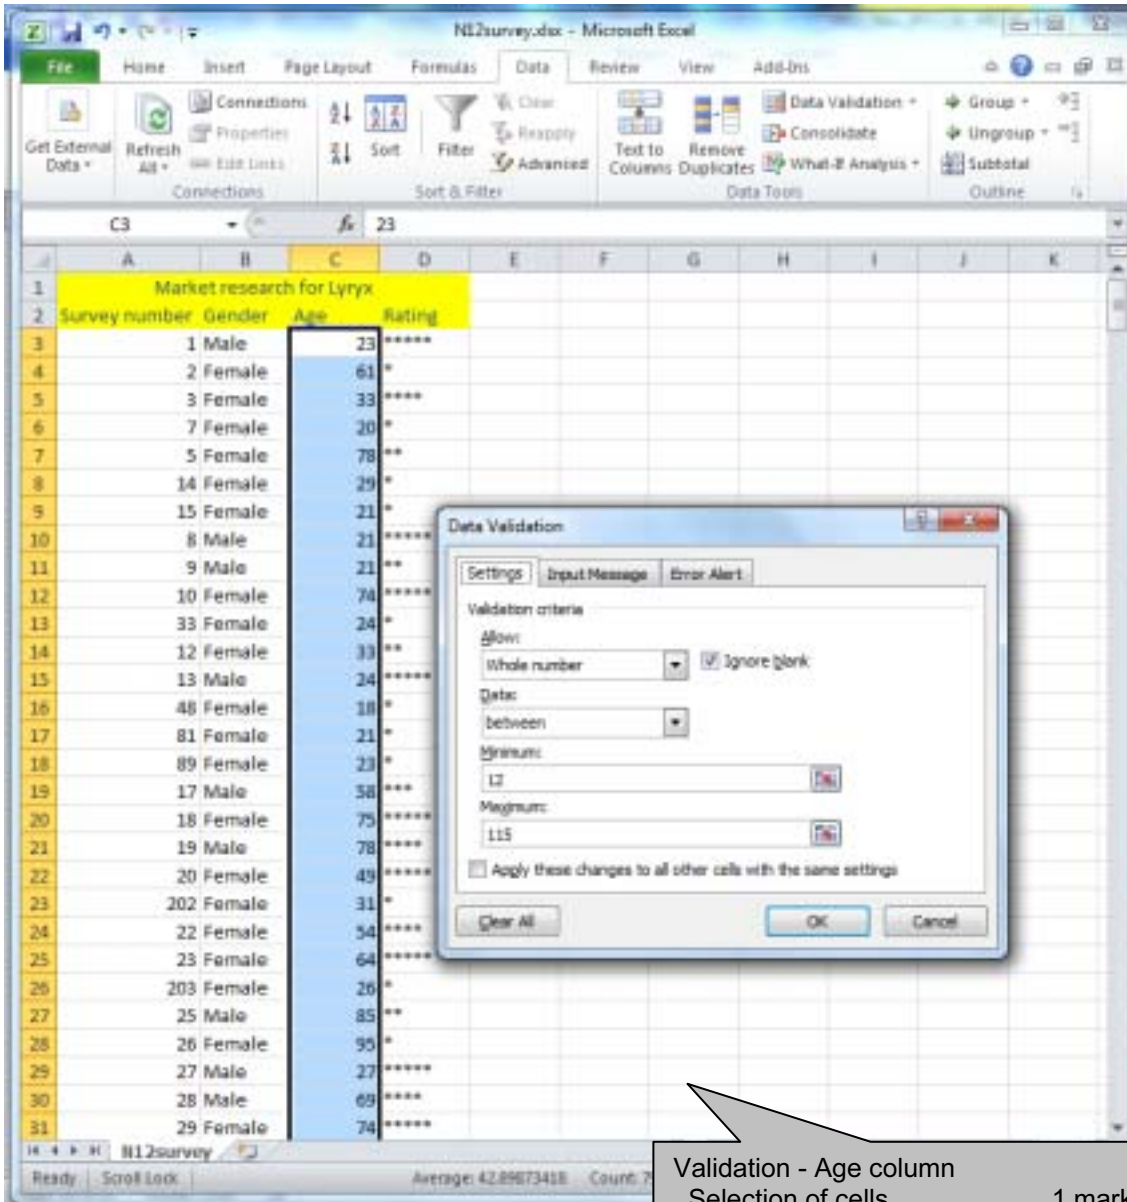 N12survey.xlsx - Microsoft Excel
File Home Insert Page Layout Formulas Data Review View Add-Ins
Get External Data
Refresh All
Connections
Properties
Edit Links
Connections
Sort
Filter
Clear
Reapply
Advanced
Sort & Filter
Text to Columns
Remove Duplicates
Data Validation
Consolidate
What-If Analysis
Data Tools
Group
Ungroup
Subtotal
Outline
C3 fx 23
A B C D E F G H I J K
1 Market research for Lyryx
2 Survey number Gender Age Rating
3 1 Male 23 *****
4 2 Female 61 *
5 3 Female 33 ****
6 7 Female 20 *
7 5 Female 78 **
8 14 Female 29 *
9 15 Female 21 *
10 8 Male 21 *****
11 9 Male 21 **
12 10 Female 74 *****
13 33 Female 24 *
14 12 Female 33 **
15 13 Male 24 *****
16 48 Female 18 *
17 81 Female 21 *
18 89 Female 23 *
19 17 Male 58 ***
20 18 Female 75 *****
21 19 Male 78 ****
22 20 Female 49 *****
23 202 Female 31 *
24 22 Female 54 ****
25 23 Female 64 *****
26 203 Female 26 *
27 25 Male 85 **
28 26 Female 95 *
29 27 Male 27 *****
30 28 Male 69 ****
31 29 Female 74 *****
Data Validation
Settings Input Message Error Alert
Validation criteria
Allow:
Whole number Ignore blank
Data:
between
Minimum:
12
Maximum:
115
Apply these changes to all other cells with the same settings
Clear All OK Cancel
N12survey
Ready Scroll Lock Average: 42.89873418 Count: 7
Validation - Age column
Selection of cells 1 mark